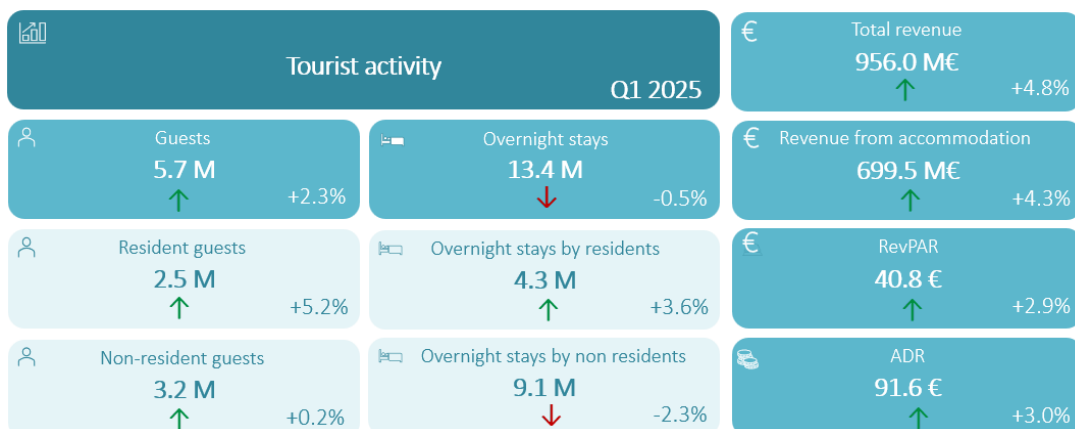 Tourist activity
Q1 2025
Guests
5.7 M
+2.3%
Overnight stays
13.4 M
-0.5%
Resident guests
2.5 M
+5.2%
Overnight stays by residents
4.3 M
+3.6%
Non-resident guests
3.2 M
+0.2%
Overnight stays by non residents
9.1 M
-2.3%
€
Total revenue
956.0 M€
+4.8%
€
Revenue from accommodation
699.5 M€
+4.3%
€
RevPAR
40.8 €
+2.9%
ADR
91.6 €
+3.0%